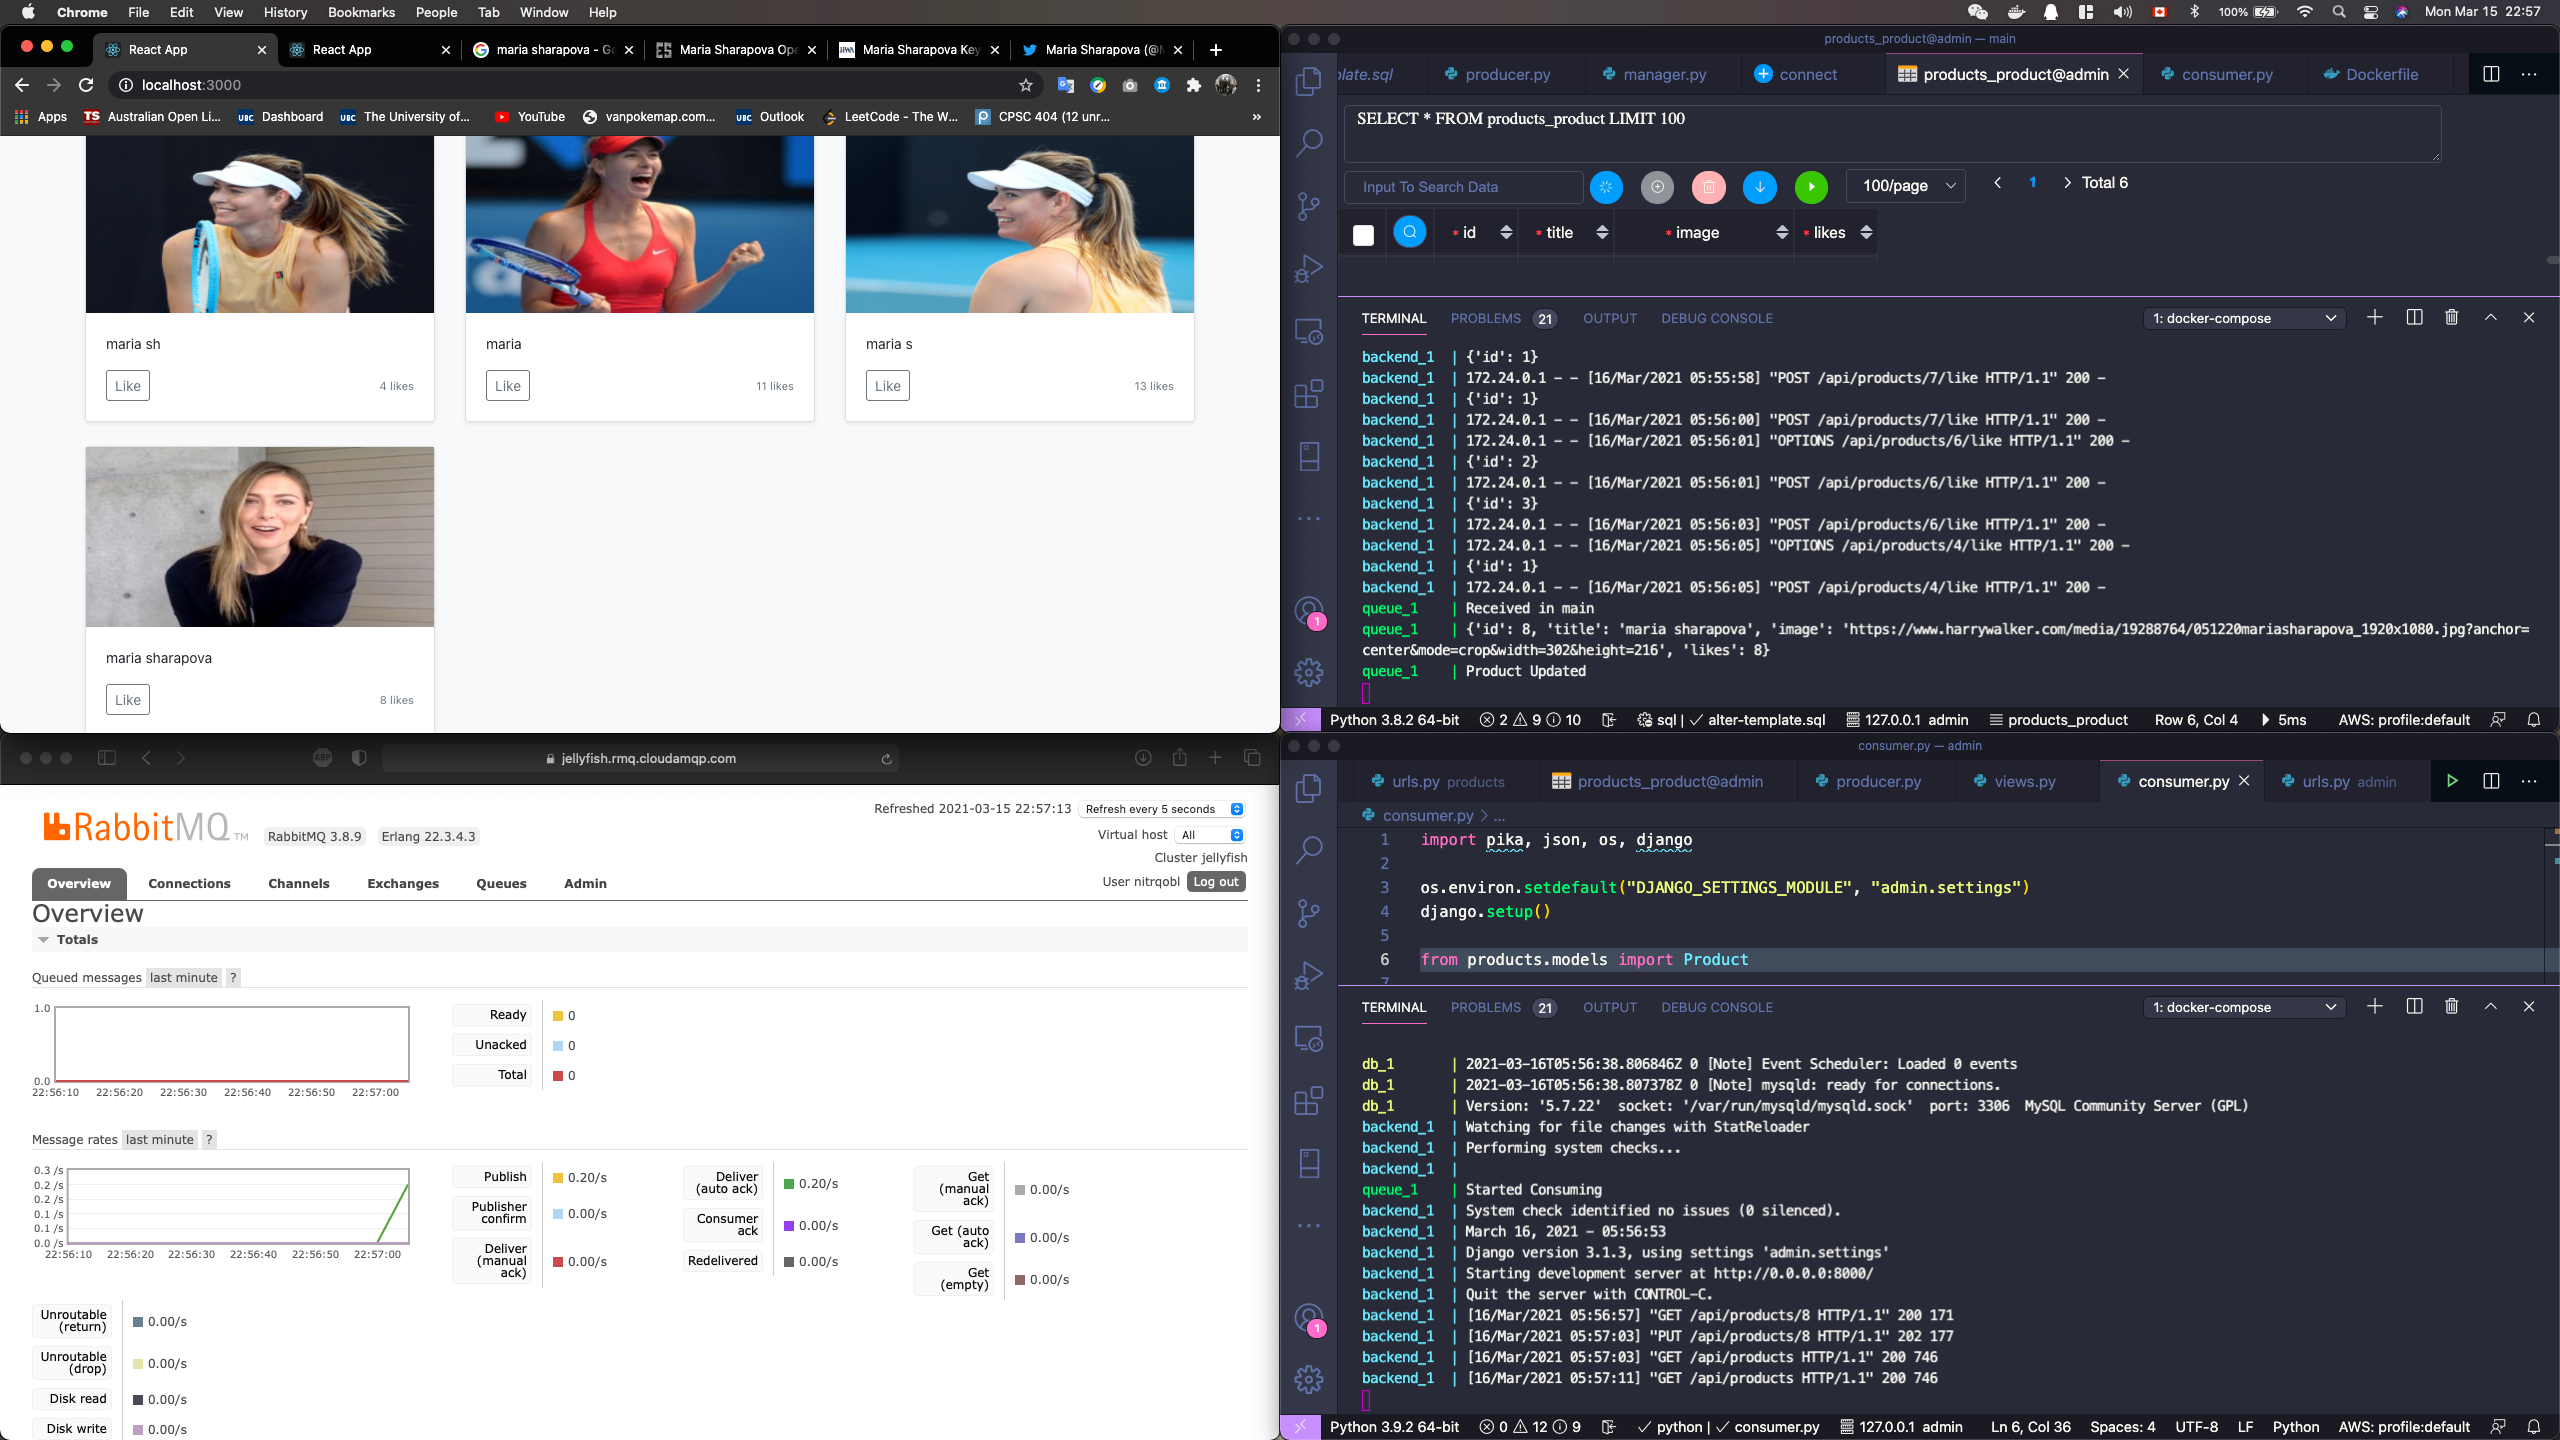 Chrome File Edit View History Bookmarks People Tab Window Help
100% Mon Mar 15 22:57
React App
React App
maria sharapova - Go
Maria Sharapova Ope
Maria Sharapova Key
Maria Sharapova (@M
localhost:3000
Apps
Australian Open Li...
Dashboard
The University of...
YouTube
vanpokemap.com...
Outlook
LeetCode - The W...
CPSC 404 (12 unr...
maria sh
Like
4 likes
maria
Like
11 likes
maria s
Like
13 likes
maria sharapova
Like
8 likes
products_product@admin — main
plate.sql
producer.py
manager.py
connect
products_product@admin
consumer.py
Dockerfile
SELECT * FROM products_product LIMIT 100
Input To Search Data
100/page
1
Total 6
* id
* title
* image
* likes
TERMINAL PROBLEMS 21 OUTPUT DEBUG CONSOLE
1: docker-compose
backend_1 | {'id': 1}
backend_1 | 172.24.0.1 - - [16/Mar/2021 05:55:58] "POST /api/products/7/like HTTP/1.1" 200 -
backend_1 | {'id': 1}
backend_1 | 172.24.0.1 - - [16/Mar/2021 05:56:00] "POST /api/products/7/like HTTP/1.1" 200 -
backend_1 | 172.24.0.1 - - [16/Mar/2021 05:56:01] "OPTIONS /api/products/6/like HTTP/1.1" 200 -
backend_1 | {'id': 2}
backend_1 | 172.24.0.1 - - [16/Mar/2021 05:56:01] "POST /api/products/6/like HTTP/1.1" 200 -
backend_1 | {'id': 3}
backend_1 | 172.24.0.1 - - [16/Mar/2021 05:56:03] "POST /api/products/6/like HTTP/1.1" 200 -
backend_1 | 172.24.0.1 - - [16/Mar/2021 05:56:05] "OPTIONS /api/products/4/like HTTP/1.1" 200 -
backend_1 | {'id': 1}
backend_1 | 172.24.0.1 - - [16/Mar/2021 05:56:05] "POST /api/products/4/like HTTP/1.1" 200 -
queue_1 | Received in main
queue_1 | {'id': 8, 'title': 'maria sharapova', 'image': 'https://www.harrywalker.com/media/19288764/051220mariasharapova_1920x1080.jpg?anchor=
center&mode=crop&width=302&height=216', 'likes': 8}
queue_1 | Product Updated
1
Python 3.8.2 64-bit 2 9 10 sql | alter-template.sql 127.0.0.1 admin products_product Row 6, Col 4 5ms AWS: profile:default
jellyfish.rmq.cloudamqp.com
RabbitMQ TM RabbitMQ 3.8.9 Erlang 22.3.4.3
Refreshed 2021-03-15 22:57:13 Refresh every 5 seconds
Virtual host All
Cluster jellyfish
User nitrqobl Log out
Overview Connections Channels Exchanges Queues Admin
Overview
Totals
Queued messages last minute ?
1.0
0.0
22:56:10 22:56:20 22:56:30 22:56:40 22:56:50 22:57:00
Ready 0
Unacked 0
Total 0
Message rates last minute ?
0.3 /s
0.2 /s
0.2 /s
0.1 /s
0.1 /s
0.0 /s
22:56:10 22:56:20 22:56:30 22:56:40 22:56:50 22:57:00
Publish 0.20/s
Publisher confirm 0.00/s
Deliver (manual ack) 0.00/s
Deliver (auto ack) 0.20/s
Consumer ack 0.00/s
Redelivered 0.00/s
Get (manual ack) 0.00/s
Get (auto ack) 0.00/s
Get (empty) 0.00/s
Unroutable (return) 0.00/s
Unroutable (drop) 0.00/s
Disk read 0.00/s
Disk write 0.00/s
consumer.py — admin
urls.py products
products_product@admin
producer.py
views.py
consumer.py
urls.py admin
consumer.py > ...
1 import pika, json, os, django
2
3 os.environ.setdefault("DJANGO_SETTINGS_MODULE", "admin.settings")
4 django.setup()
5
6 from products.models import Product
7
TERMINAL PROBLEMS 21 OUTPUT DEBUG CONSOLE
1: docker-compose
db_1 | 2021-03-16T05:56:38.806846Z 0 [Note] Event Scheduler: Loaded 0 events
db_1 | 2021-03-16T05:56:38.807378Z 0 [Note] mysqld: ready for connections.
db_1 | Version: '5.7.22' socket: '/var/run/mysqld/mysqld.sock' port: 3306 MySQL Community Server (GPL)
backend_1 | Watching for file changes with StatReloader
backend_1 | Performing system checks...
backend_1 |
queue_1 | Started Consuming
backend_1 | System check identified no issues (0 silenced).
backend_1 | March 16, 2021 - 05:56:53
backend_1 | Django version 3.1.3, using settings 'admin.settings'
backend_1 | Starting development server at http://0.0.0.0:8000/
backend_1 | Quit the server with CONTROL-C.
backend_1 | [16/Mar/2021 05:56:57] "GET /api/products/8 HTTP/1.1" 200 171
backend_1 | [16/Mar/2021 05:57:03] "PUT /api/products/8 HTTP/1.1" 202 177
backend_1 | [16/Mar/2021 05:57:03] "GET /api/products HTTP/1.1" 200 746
backend_1 | [16/Mar/2021 05:57:11] "GET /api/products HTTP/1.1" 200 746
1
Python 3.9.2 64-bit 0 12 9 python | consumer.py 127.0.0.1 admin Ln 6, Col 36 Spaces: 4 UTF-8 LF Python AWS: profile:default